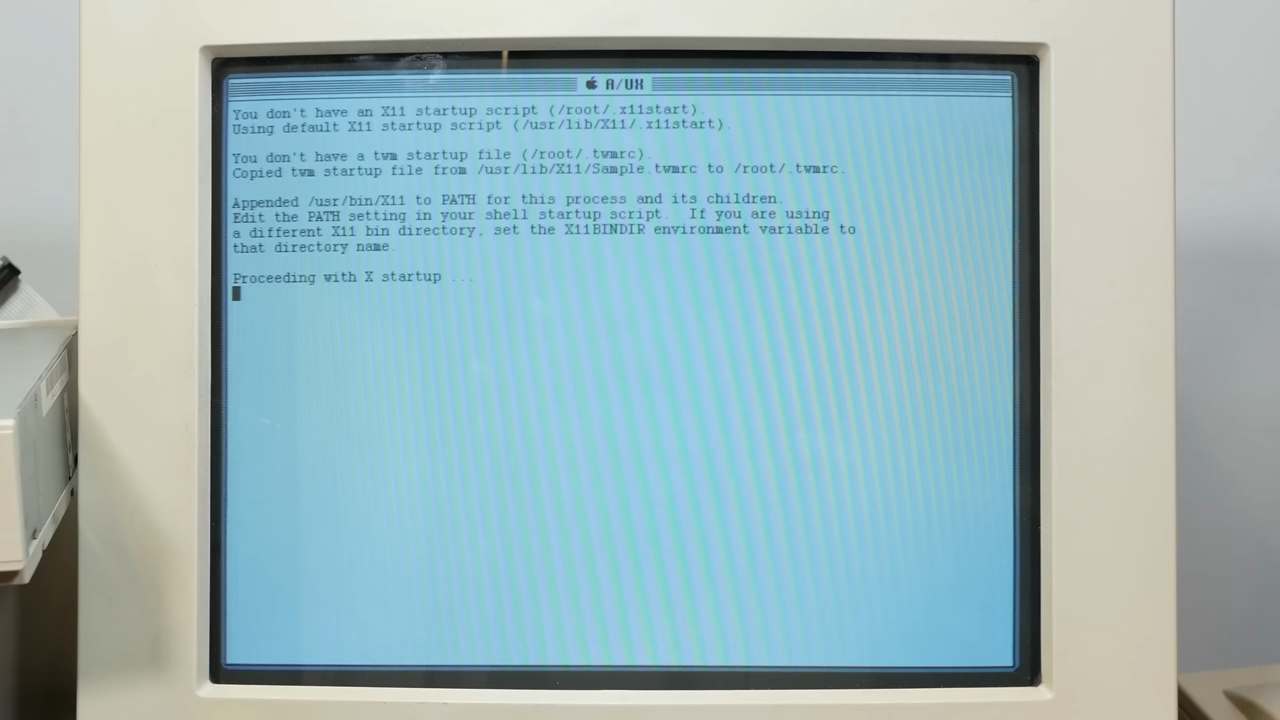 A/UX
You don't have an X11 startup script (/root/.x11start).
Using default X11 startup script (/usr/lib/X11/.x11start).
You don't have a twm startup file (/root/.twmrc).
Copied twm startup file from /usr/lib/X11/Sample.twmrc to /root/.twmrc.
Appended /usr/bin/X11 to PATH for this process and its children.
Edit the PATH setting in your shell startup script.  If you are using
a different X11 bin directory, set the X11BINDIR environment variable to
that directory name.
Proceeding with X startup ...